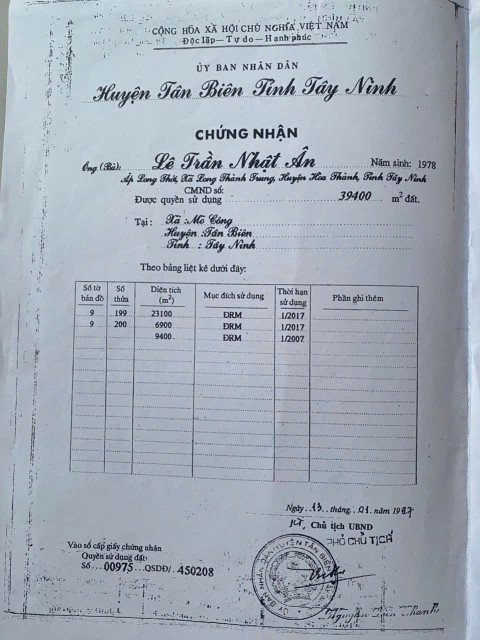 CỘNG HÒA XÃ HỘI CHỦ NGHĨA VIỆT NAM
Độc lập — Tự do — Hạnh phúc
ỦY BAN NHÂN DÂN
Huyện Tân Biên Tỉnh Tây Ninh
CHỨNG NHẬN
Ông (Bà): Lê Trần Nhật Ân Năm sinh: 1978
Ấp Long Thới, Xã Long Thành Trung, Huyện Hòa Thành, Tỉnh Tây Ninh
CMND số:
Được quyền sử dụng 39400 m² đất.
Tại : Xã : Mỏ Công
Huyện : Tân Biên
Tỉnh : Tây Ninh
Theo bảng liệt kê dưới đây:
Số tờ bản đồ Số thửa Diện tích (m²) Mục đích sử dụng Thời hạn sử dụng Phần ghi thêm
9 199 23100 ĐRM 1/2017
9 200 6900 ĐRM 1/2017
9400 ĐRM 1/2007
Ngày..13..tháng..01.năm 1997
KT, Chủ tịch UBND
PHÓ CHỦ TỊCH
Vào sổ cấp giấy chứng nhận
Quyền sử dụng đất
Số ...00975...QSDĐ/..450208